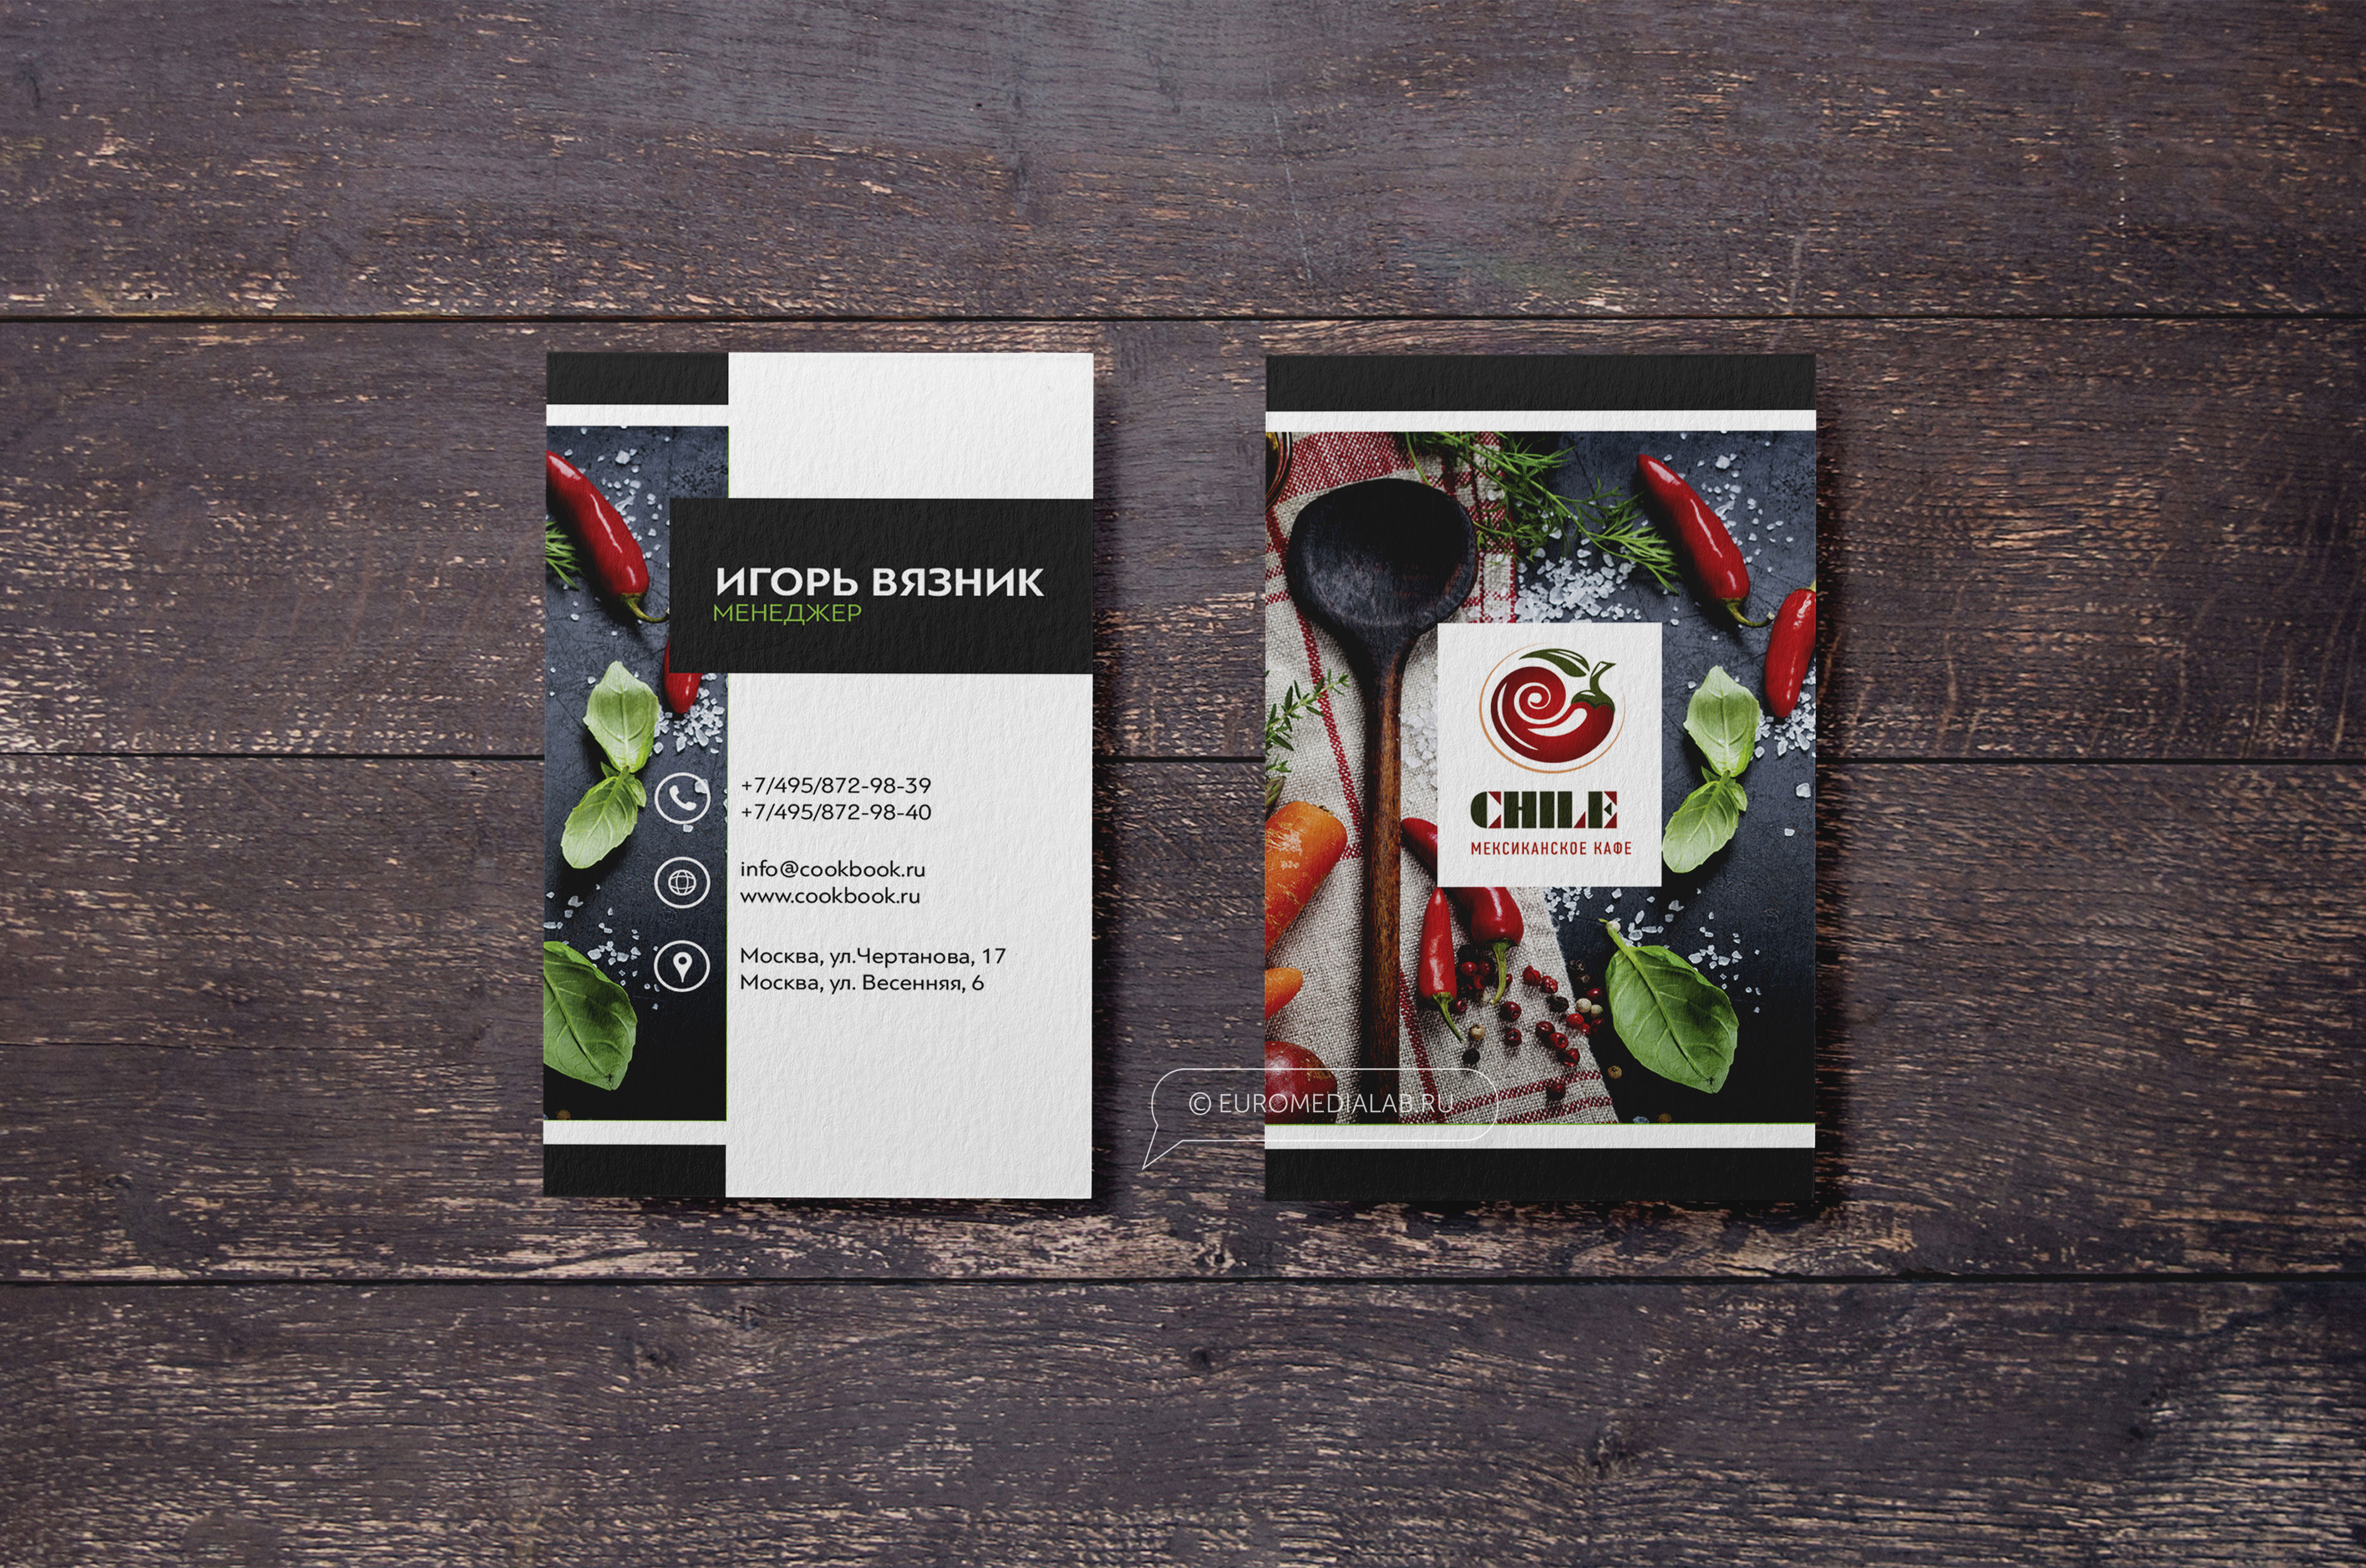 ИГОРЬ ВЯЗНИК
МЕНЕДЖЕР
+7/495/872-98-39
+7/495/872-98-40
info@cookbook.ru
www.cookbook.ru
Москва, ул.Чертанова, 17
Москва, ул. Весенняя, 6
CHILE
МЕКСИКАНСКОЕ КАФЕ
© EUROMEDIALAB.RU